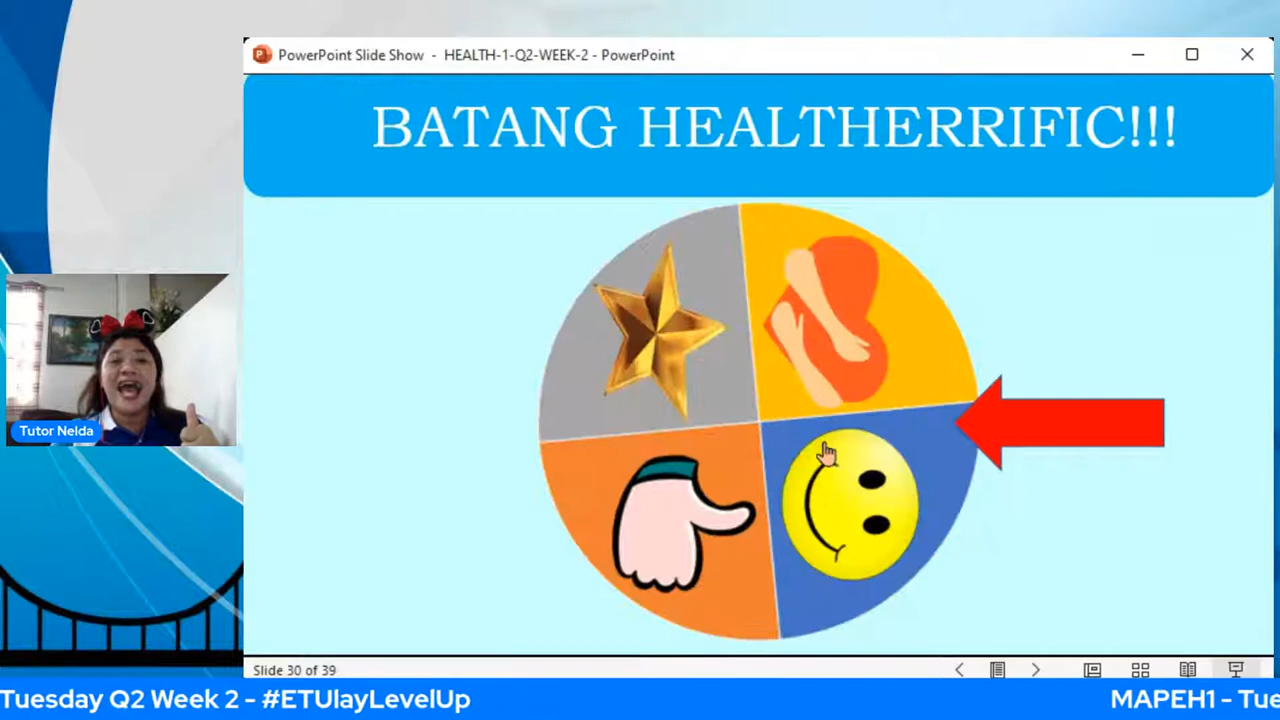 PowerPoint Slide Show - HEALTH-1-Q2-WEEK-2 - PowerPoint
BATANG HEALTHERRIFIC!!!
Tutor Nelda
Slide 30 of 39
Tuesday Q2 Week 2 - #ETUlayLevelUp
MAPEH1 - Tue